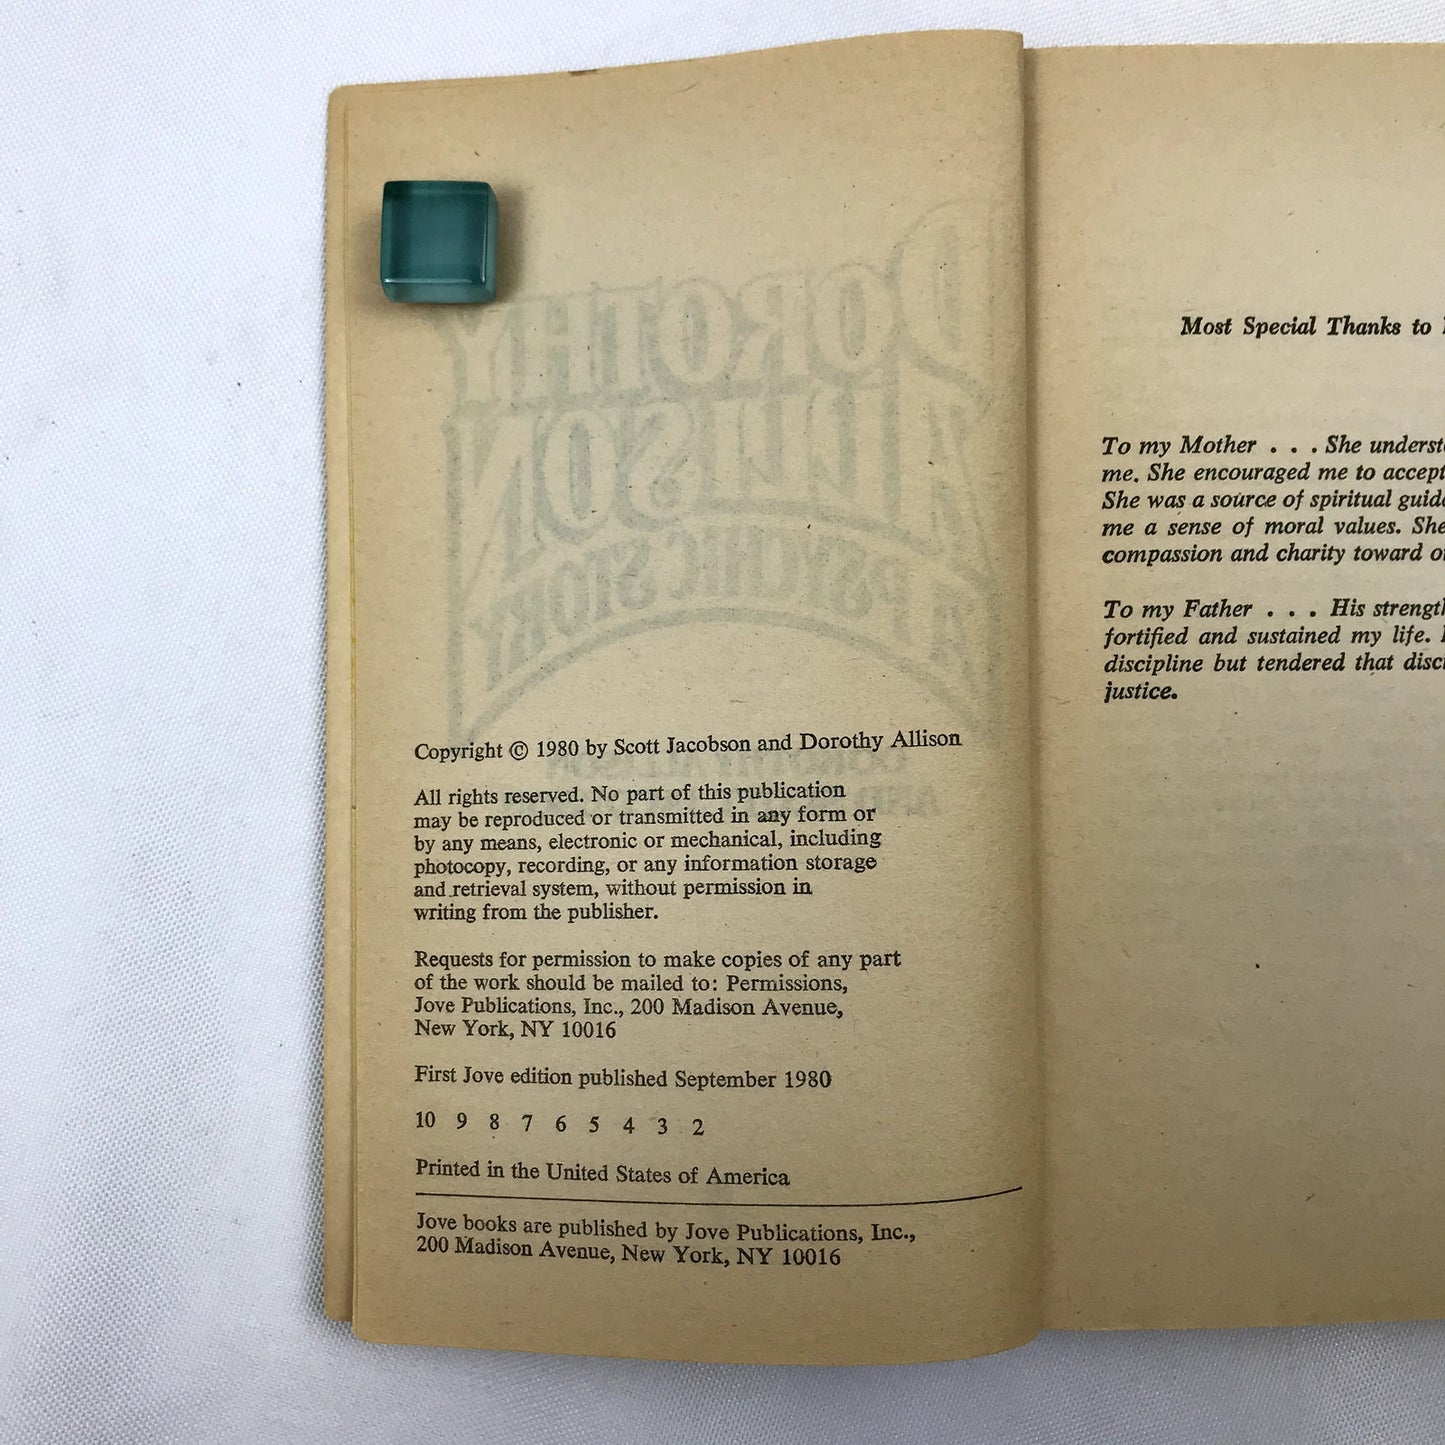 Copyright © 1980 by Scott Jacobson and Dorothy Allison
All rights reserved. No part of this publication
may be reproduced or transmitted in any form or
by any means, electronic or mechanical, including
photocopy, recording, or any information storage
and retrieval system, without permission in
writing from the publisher.
Requests for permission to make copies of any part
of the work should be mailed to: Permissions,
Jove Publications, Inc., 200 Madison Avenue,
New York, NY 10016
First Jove edition published September 1980
10 9 8 7 6 5 4 3 2
Printed in the United States of America
Jove books are published by Jove Publications, Inc.,
200 Madison Avenue, New York, NY 10016
Most Special Thanks to
To my Mother . . . She
me. She encouraged me to accept
She was a source of spiritual
me a sense of moral values. She
compassion and charity toward
To my Father . . . His
fortified and sustained my life.
discipline but tendered that
justice.